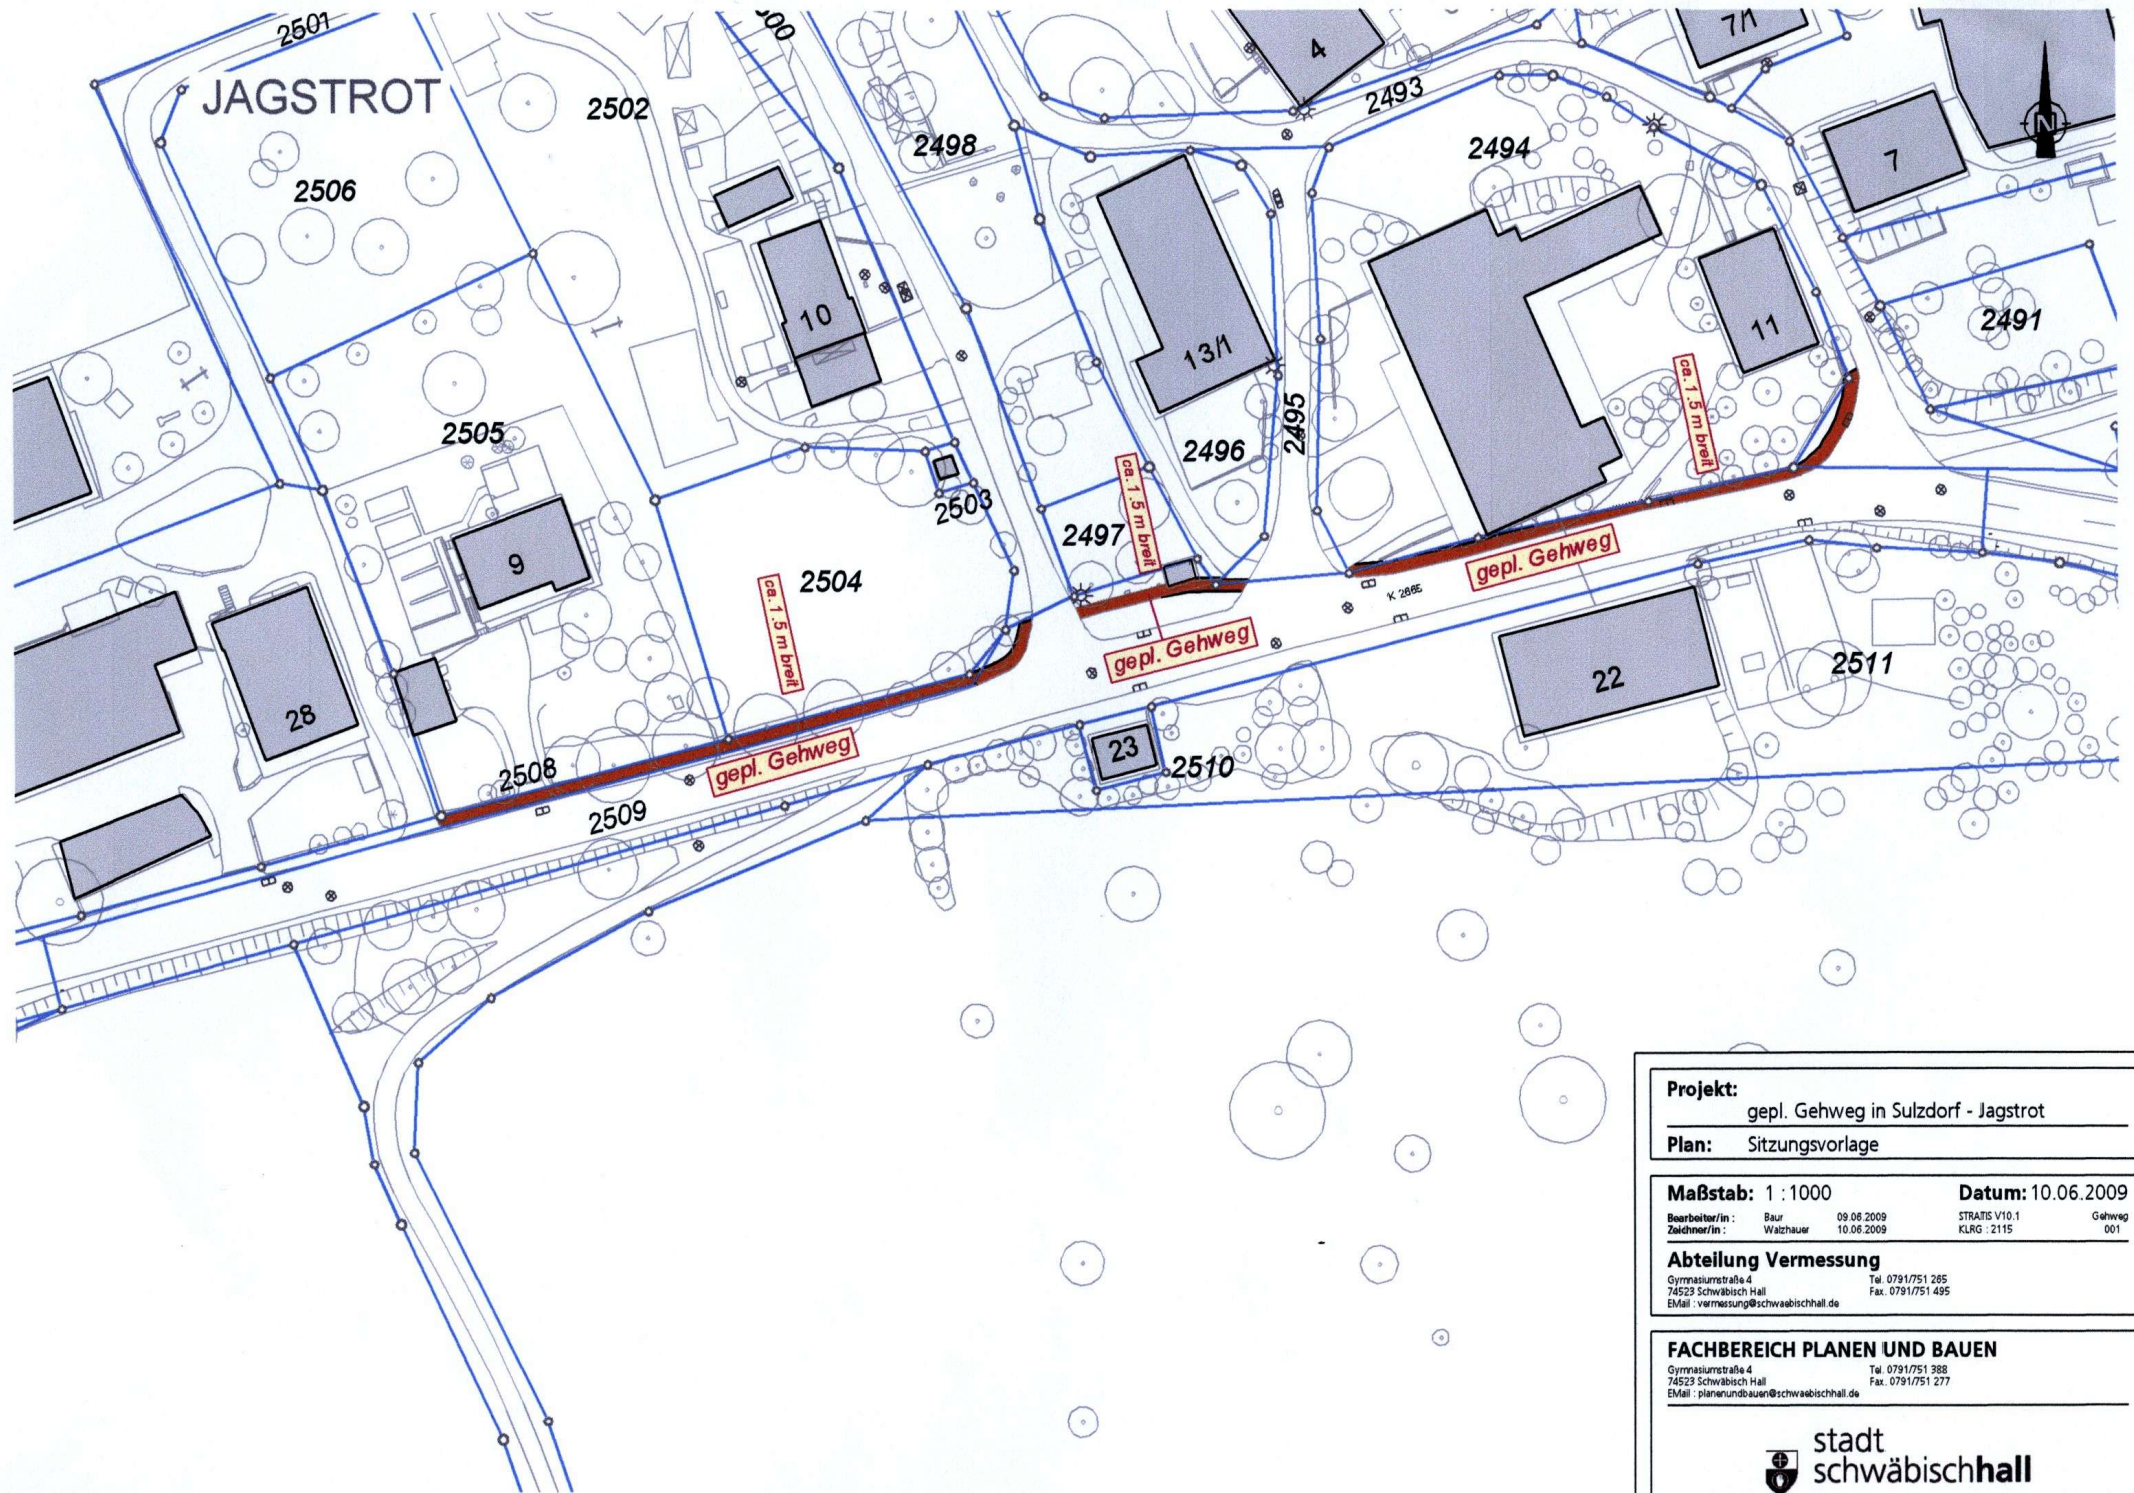 2501
JAGSTROT
2506
2502
2498
4
2493
7/1
N
2494
7
2491
10
13/1
11
2505
2495
2496
ca. 1.5 m breit
2503
2497
ca. 1.5 m breit
9
2504
ca. 1.5 m breit
gepl. Gehweg
K 2665
gepl. Gehweg
28
22
2511
gepl. Gehweg
23
2510
2508
2509
Projekt:
gepl. Gehweg in Sulzdorf - Jagstrot
Plan: Sitzungsvorlage
Maßstab: 1 : 1000 Datum: 10.06.2009
Bearbeiter/in : Baur 09.06.2009 STRATIS V10.1 Gehweg
Zeichner/in : Walzhauer 10.06.2009 KLRG : 2115 001
Abteilung Vermessung
Gymnasiumstraße 4 Tel. 0791/751 265
74523 Schwäbisch Hall Fax. 0791/751 495
EMail : vermessung@schwaebischhall.de
FACHBEREICH PLANEN UND BAUEN
Gymnasiumstraße 4 Tel. 0791/751 388
74523 Schwäbisch Hall Fax. 0791/751 277
EMail : planenundbauen@schwaebischhall.de
stadt
schwäbischhall